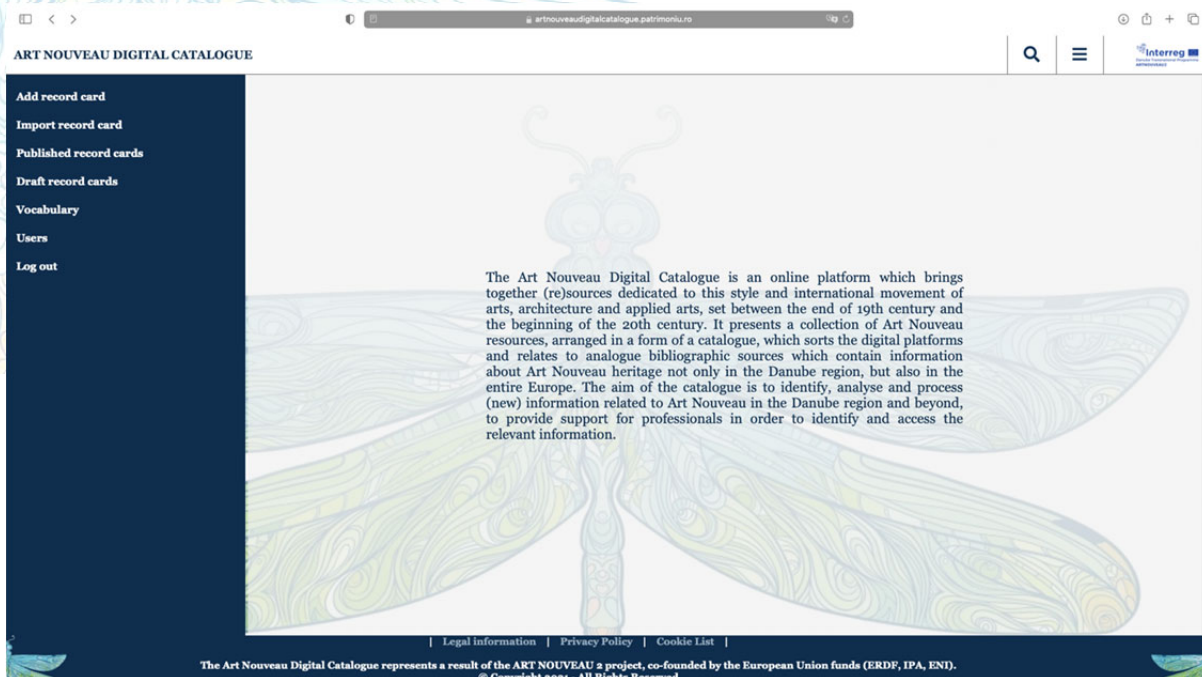 artnouveaudigitalcatalogue.patrimoniu.ro
ART NOUVEAU DIGITAL CATALOGUE
Interreg
Danube Transnational Programme
ARTNOUVEAU2
Add record card
Import record card
Published record cards
Draft record cards
Vocabulary
Users
Log out
The Art Nouveau Digital Catalogue is an online platform which brings
together (re)sources dedicated to this style and international movement of
arts, architecture and applied arts, set between the end of 19th century and
the beginning of the 20th century. It presents a collection of Art Nouveau
resources, arranged in a form of a catalogue, which sorts the digital platforms
and relates to analogue bibliographic sources which contain information
about Art Nouveau heritage not only in the Danube region, but also in the
entire Europe. The aim of the catalogue is to identify, analyse and process
(new) information related to Art Nouveau in the Danube region and beyond,
to provide support for professionals in order to identify and access the
relevant information.
| Legal information | Privacy Policy | Cookie List |
The Art Nouveau Digital Catalogue represents a result of the ART NOUVEAU 2 project, co-founded by the European Union funds (ERDF, IPA, ENI).
© Copyright 2021 - All Rights Reserved